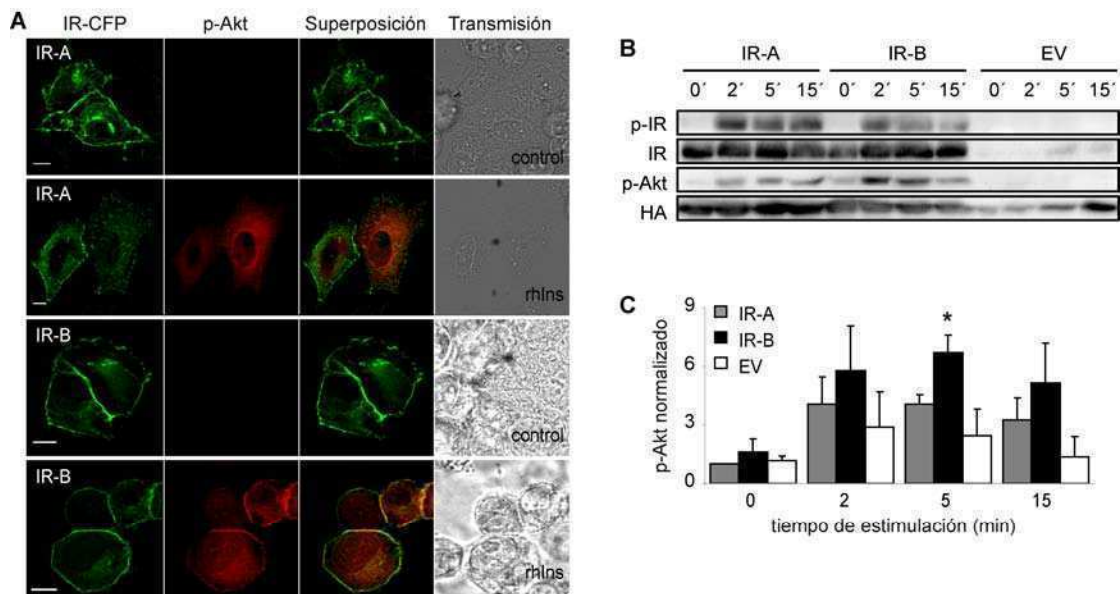 A
IR-CFP p-Akt Superposición Transmisión
IR-A
control
IR-A
rhIns
IR-B
control
IR-B
rhIns
B
IR-A IR-B EV
0´ 2´ 5´ 15´ 0´ 2´ 5´ 15´ 0´ 2´ 5´ 15´
p-IR
IR
p-Akt
HA
C
p-Akt normalizado
9
6
3
0
IR-A
IR-B
EV
*
0 2 5 15
tiempo de estimulación (min)